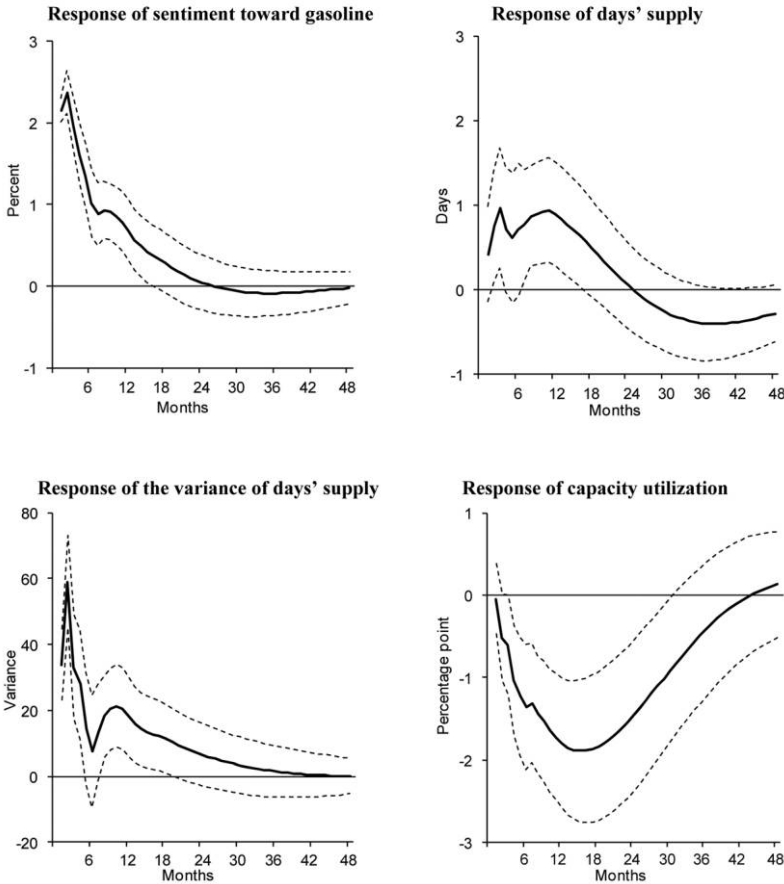 Response of sentiment toward gasoline
3
2
1
0
-1
Percent
6 12 18 24 30 36 42 48
Months
Response of days’ supply
3
2
1
0
-1
Days
6 12 18 24 30 36 42 48
Months
Response of the variance of days’ supply
80
60
40
20
0
-20
Variance
6 12 18 24 30 36 42 48
Months
Response of capacity utilization
1
0
-1
-2
-3
Percentage point
6 12 18 24 30 36 42 48
Months